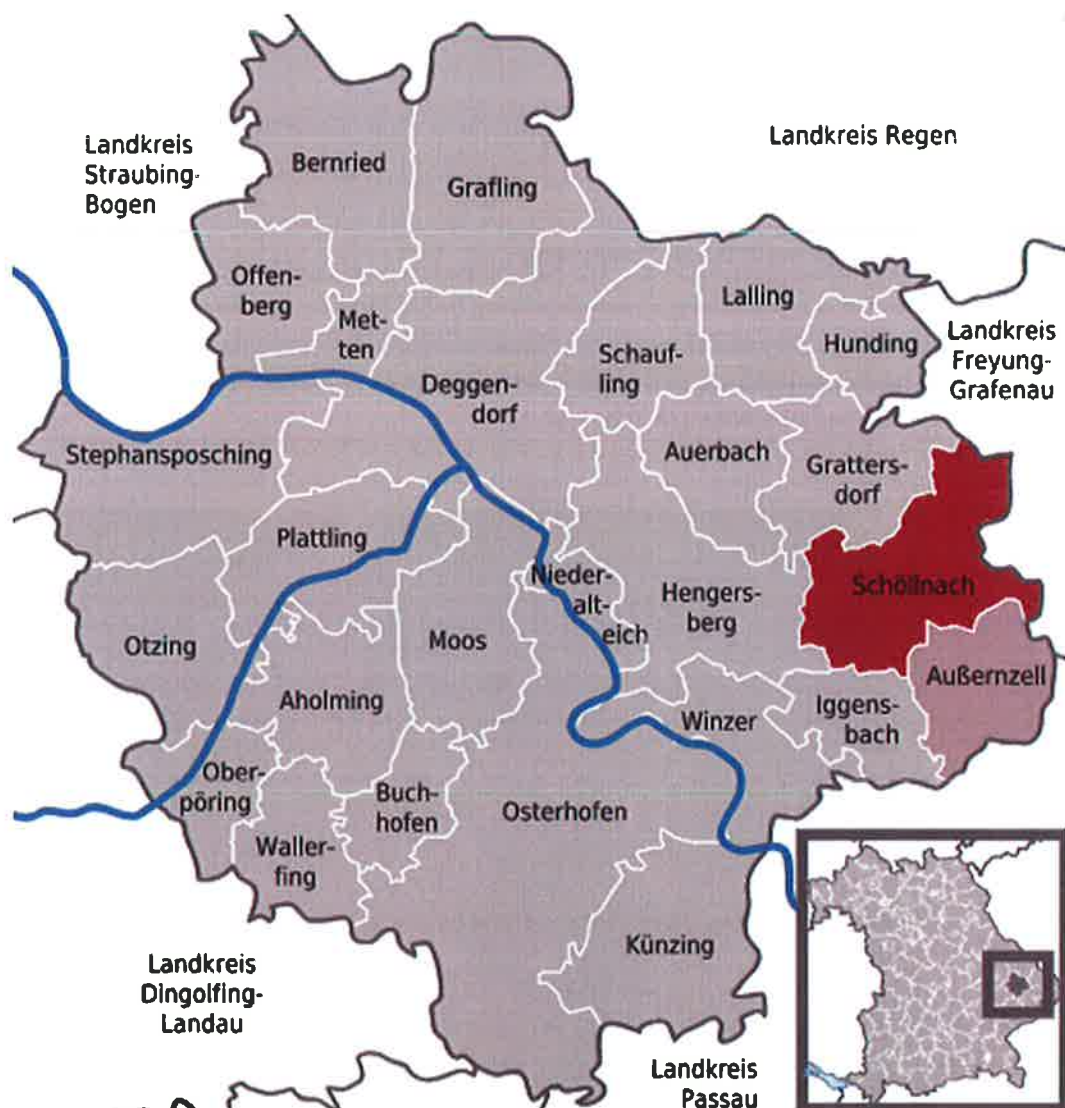 Landkreis
Straubing-
Bogen
Landkreis Regen
Bernried
Grafling
Offen-
berg
Met-
ten
Lalling
Hunding
Landkreis
Freyung-
Grafenau
Schauf-
ling
Deggen-
dorf
Stephansposching
Auerbach
Gratters-
dorf
Plattling
Nieder-
alt-
eich
Hengers-
berg
Schöllnach
Otzing
Moos
Aholming
Außernzell
Winzer
Iggens-
bach
Ober-
pöring
Buch-
hofen
Osterhofen
Waller-
fing
Künzing
Landkreis
Dingolfing-
Landau
Landkreis
Passau